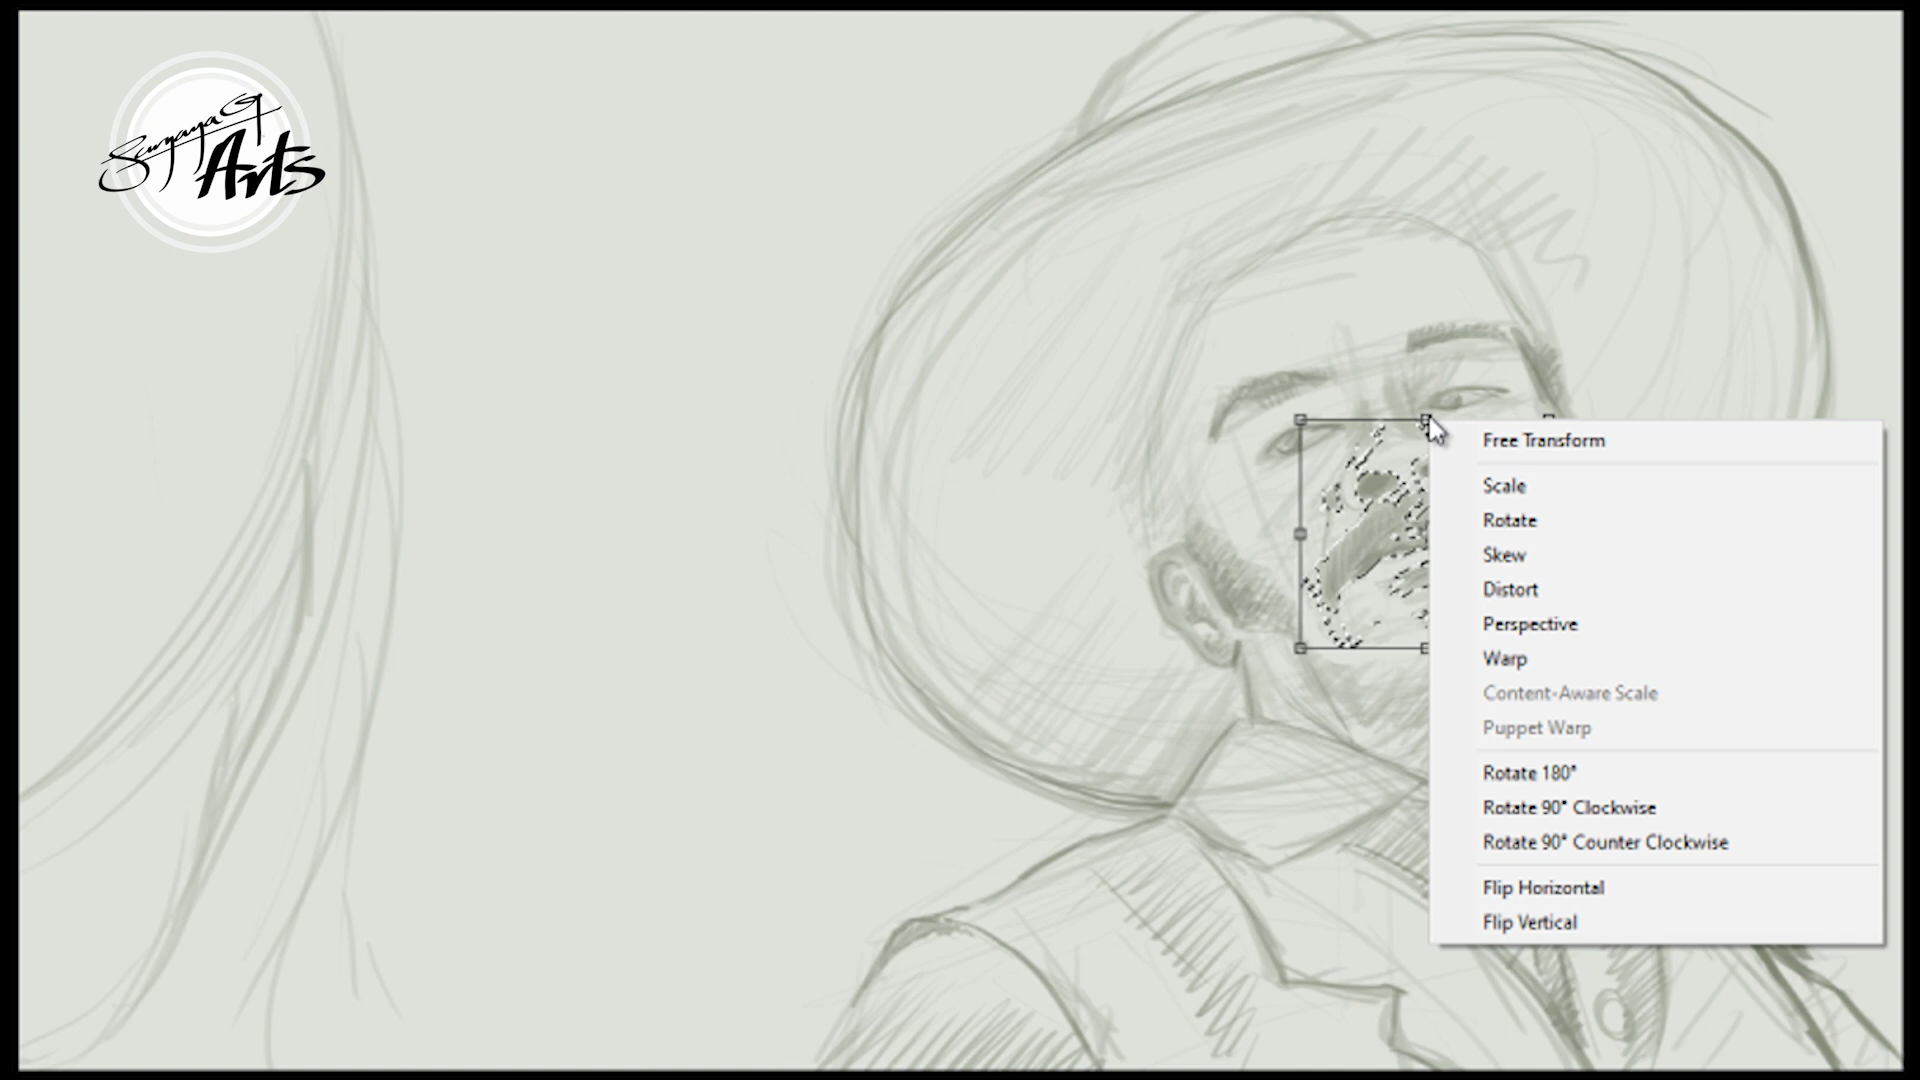 Arts
Free Transform
Scale
Rotate
Skew
Distort
Perspective
Warp
Content-Aware Scale
Puppet Warp
Rotate 180°
Rotate 90° Clockwise
Rotate 90° Counter Clockwise
Flip Horizontal
Flip Vertical